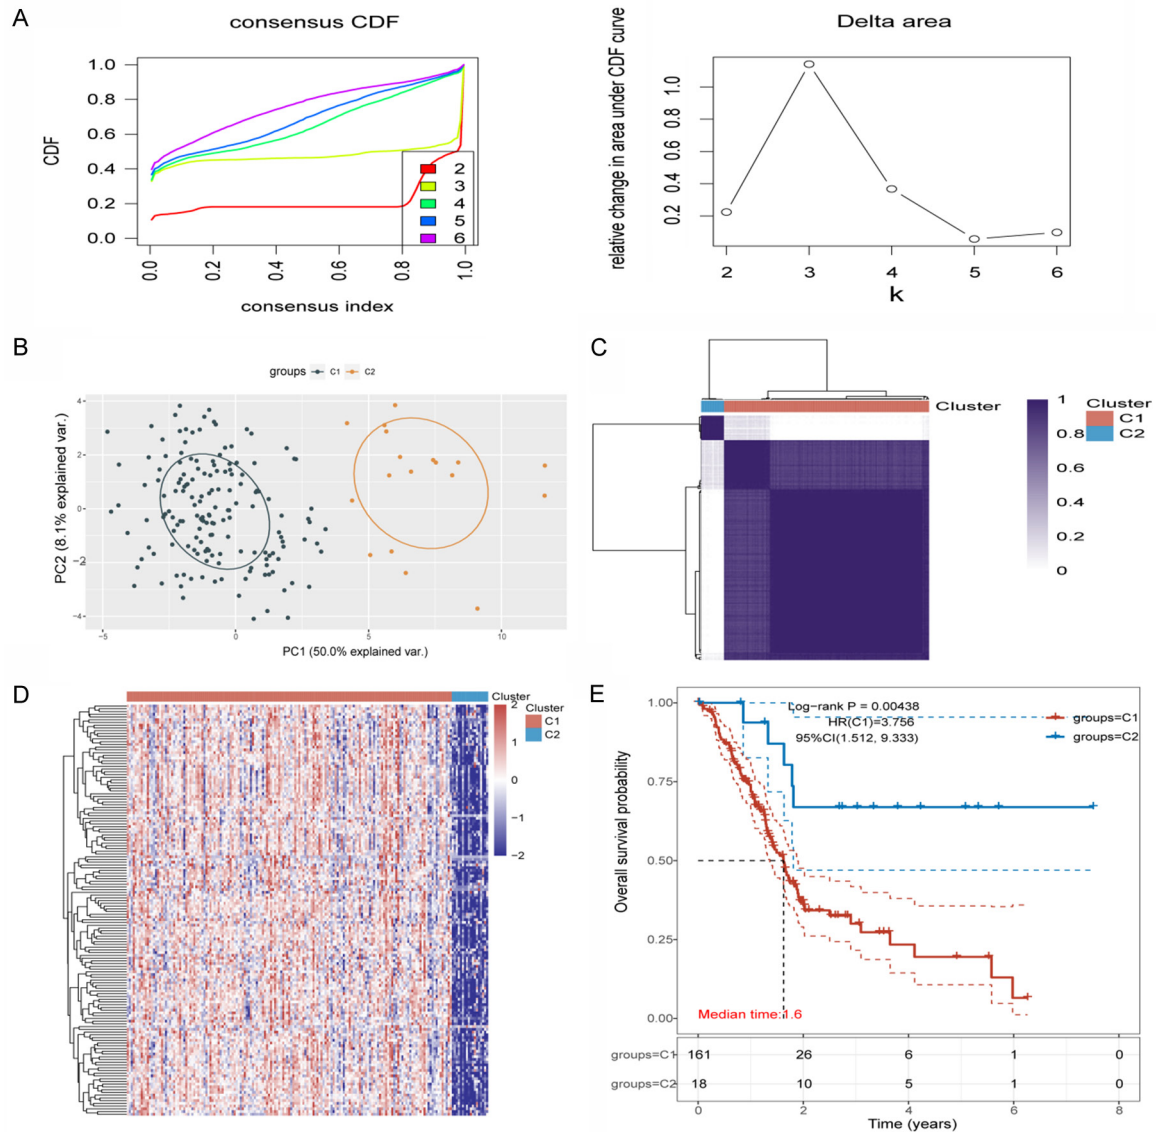 A
consensus CDF
CDF
1.0
0.8
0.6
0.4
0.2
0.0
2
3
4
5
6
0.0
0.2
0.4
0.6
0.8
1.0
consensus index
Delta area
relative change in area under CDF curve
1.0
0.8
0.6
0.4
0.2
2
3
4
5
6
k
B
groups
C1
C2
PC2 (8.1% explained var.)
4
2
0
−2
−4
−5
0
5
10
PC1 (50.0% explained var.)
C
Cluster
1
0.8
0.6
0.4
0.2
0
Cluster
C1
C2
D
Cluster
2
1
0
−1
−2
Cluster
C1
C2
E
Overall survival probability
1.00
0.75
0.50
0.25
0.00
Log−rank P = 0.00438
HR(C1)=3.756
95%CI(1.512, 9.333)
groups=C1
groups=C2
Median time:1.6
groups=C1 161 26 6 1 0
groups=C2 18 10 5 1 0
0 2 4 6 8
Time (years)